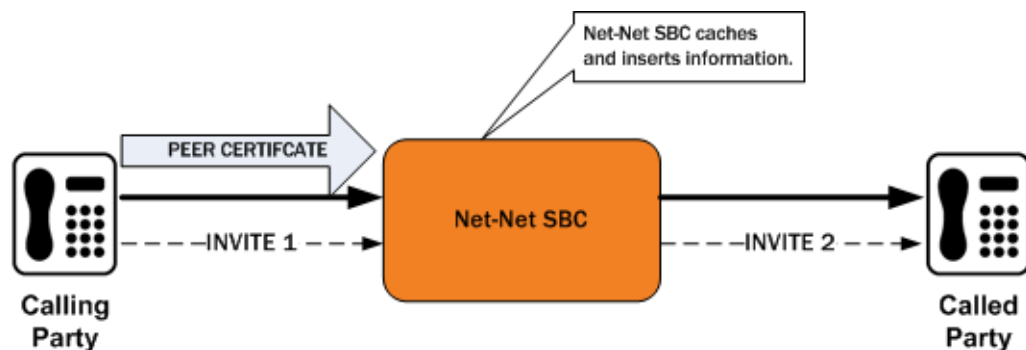 Net-Net SBC caches
and inserts information.
PEER CERTIFCATE
Net-Net SBC
INVITE 1
INVITE 2
Calling
Party
Called
Party